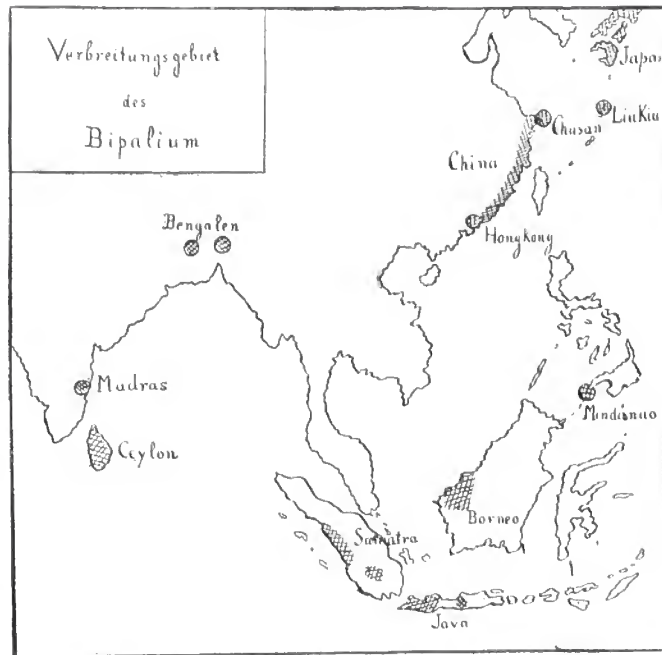 Verbreitungsgebiet
des
Bipalium
Japan
LiuKiu
Chusan
China
Hongkong
Bengalen
Madras
Ceylon
Mindanao
Borneo
Sumatra
Java